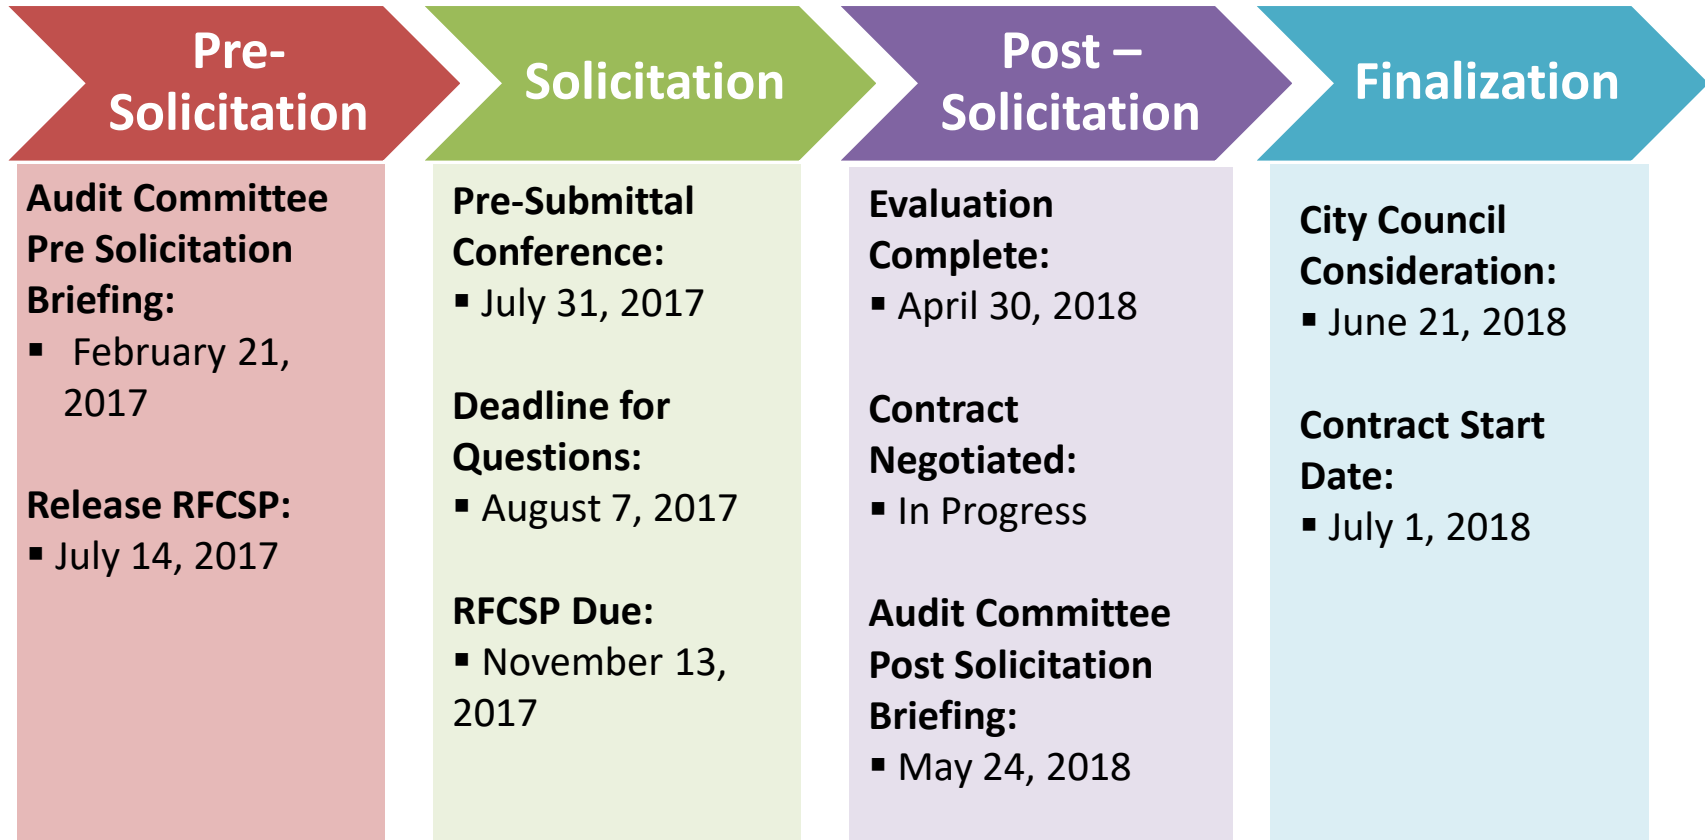 Pre-
Solicitation
Audit Committee
Pre Solicitation
Briefing:
▪ February 21,
2017
Release RFCSP:
▪ July 14, 2017
Solicitation
Pre-Submittal
Conference:
▪ July 31, 2017
Deadline for
Questions:
▪ August 7, 2017
RFCSP Due:
▪ November 13,
2017
Post –
Solicitation
Evaluation
Complete:
▪ April 30, 2018
Contract
Negotiated:
▪ In Progress
Audit Committee
Post Solicitation
Briefing:
▪ May 24, 2018
Finalization
City Council
Consideration:
▪ June 21, 2018
Contract Start
Date:
▪ July 1, 2018